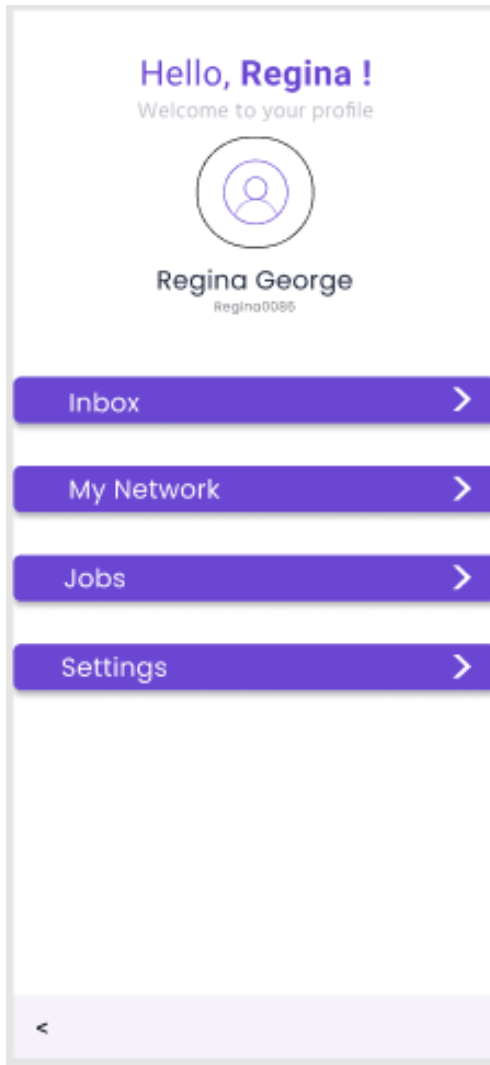 Hello, Regina !
Welcome to your profile
Regina George
Regina0086
Inbox >
My Network >
Jobs >
Settings >
<